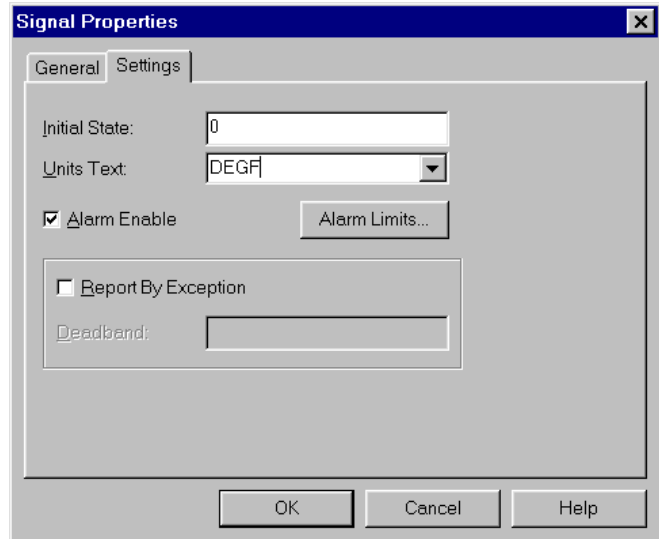 Signal Properties
General Settings
Initial State: 0
Units Text: DEGF
Alarm Enable Alarm Limits...
Report By Exception
Deadband:
OK Cancel Help